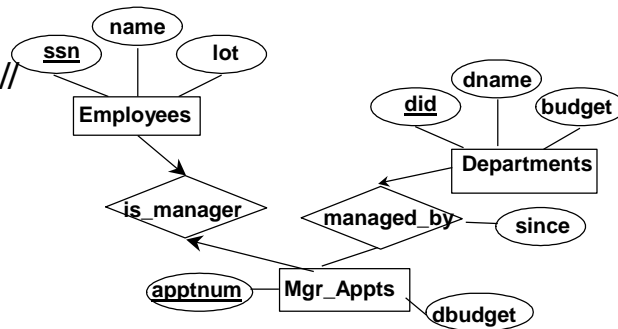 name
ssn
lot
//
Employees
dname
did
budget
Departments
is_manager
managed_by
since
apptnum
Mgr_Appts
dbudget